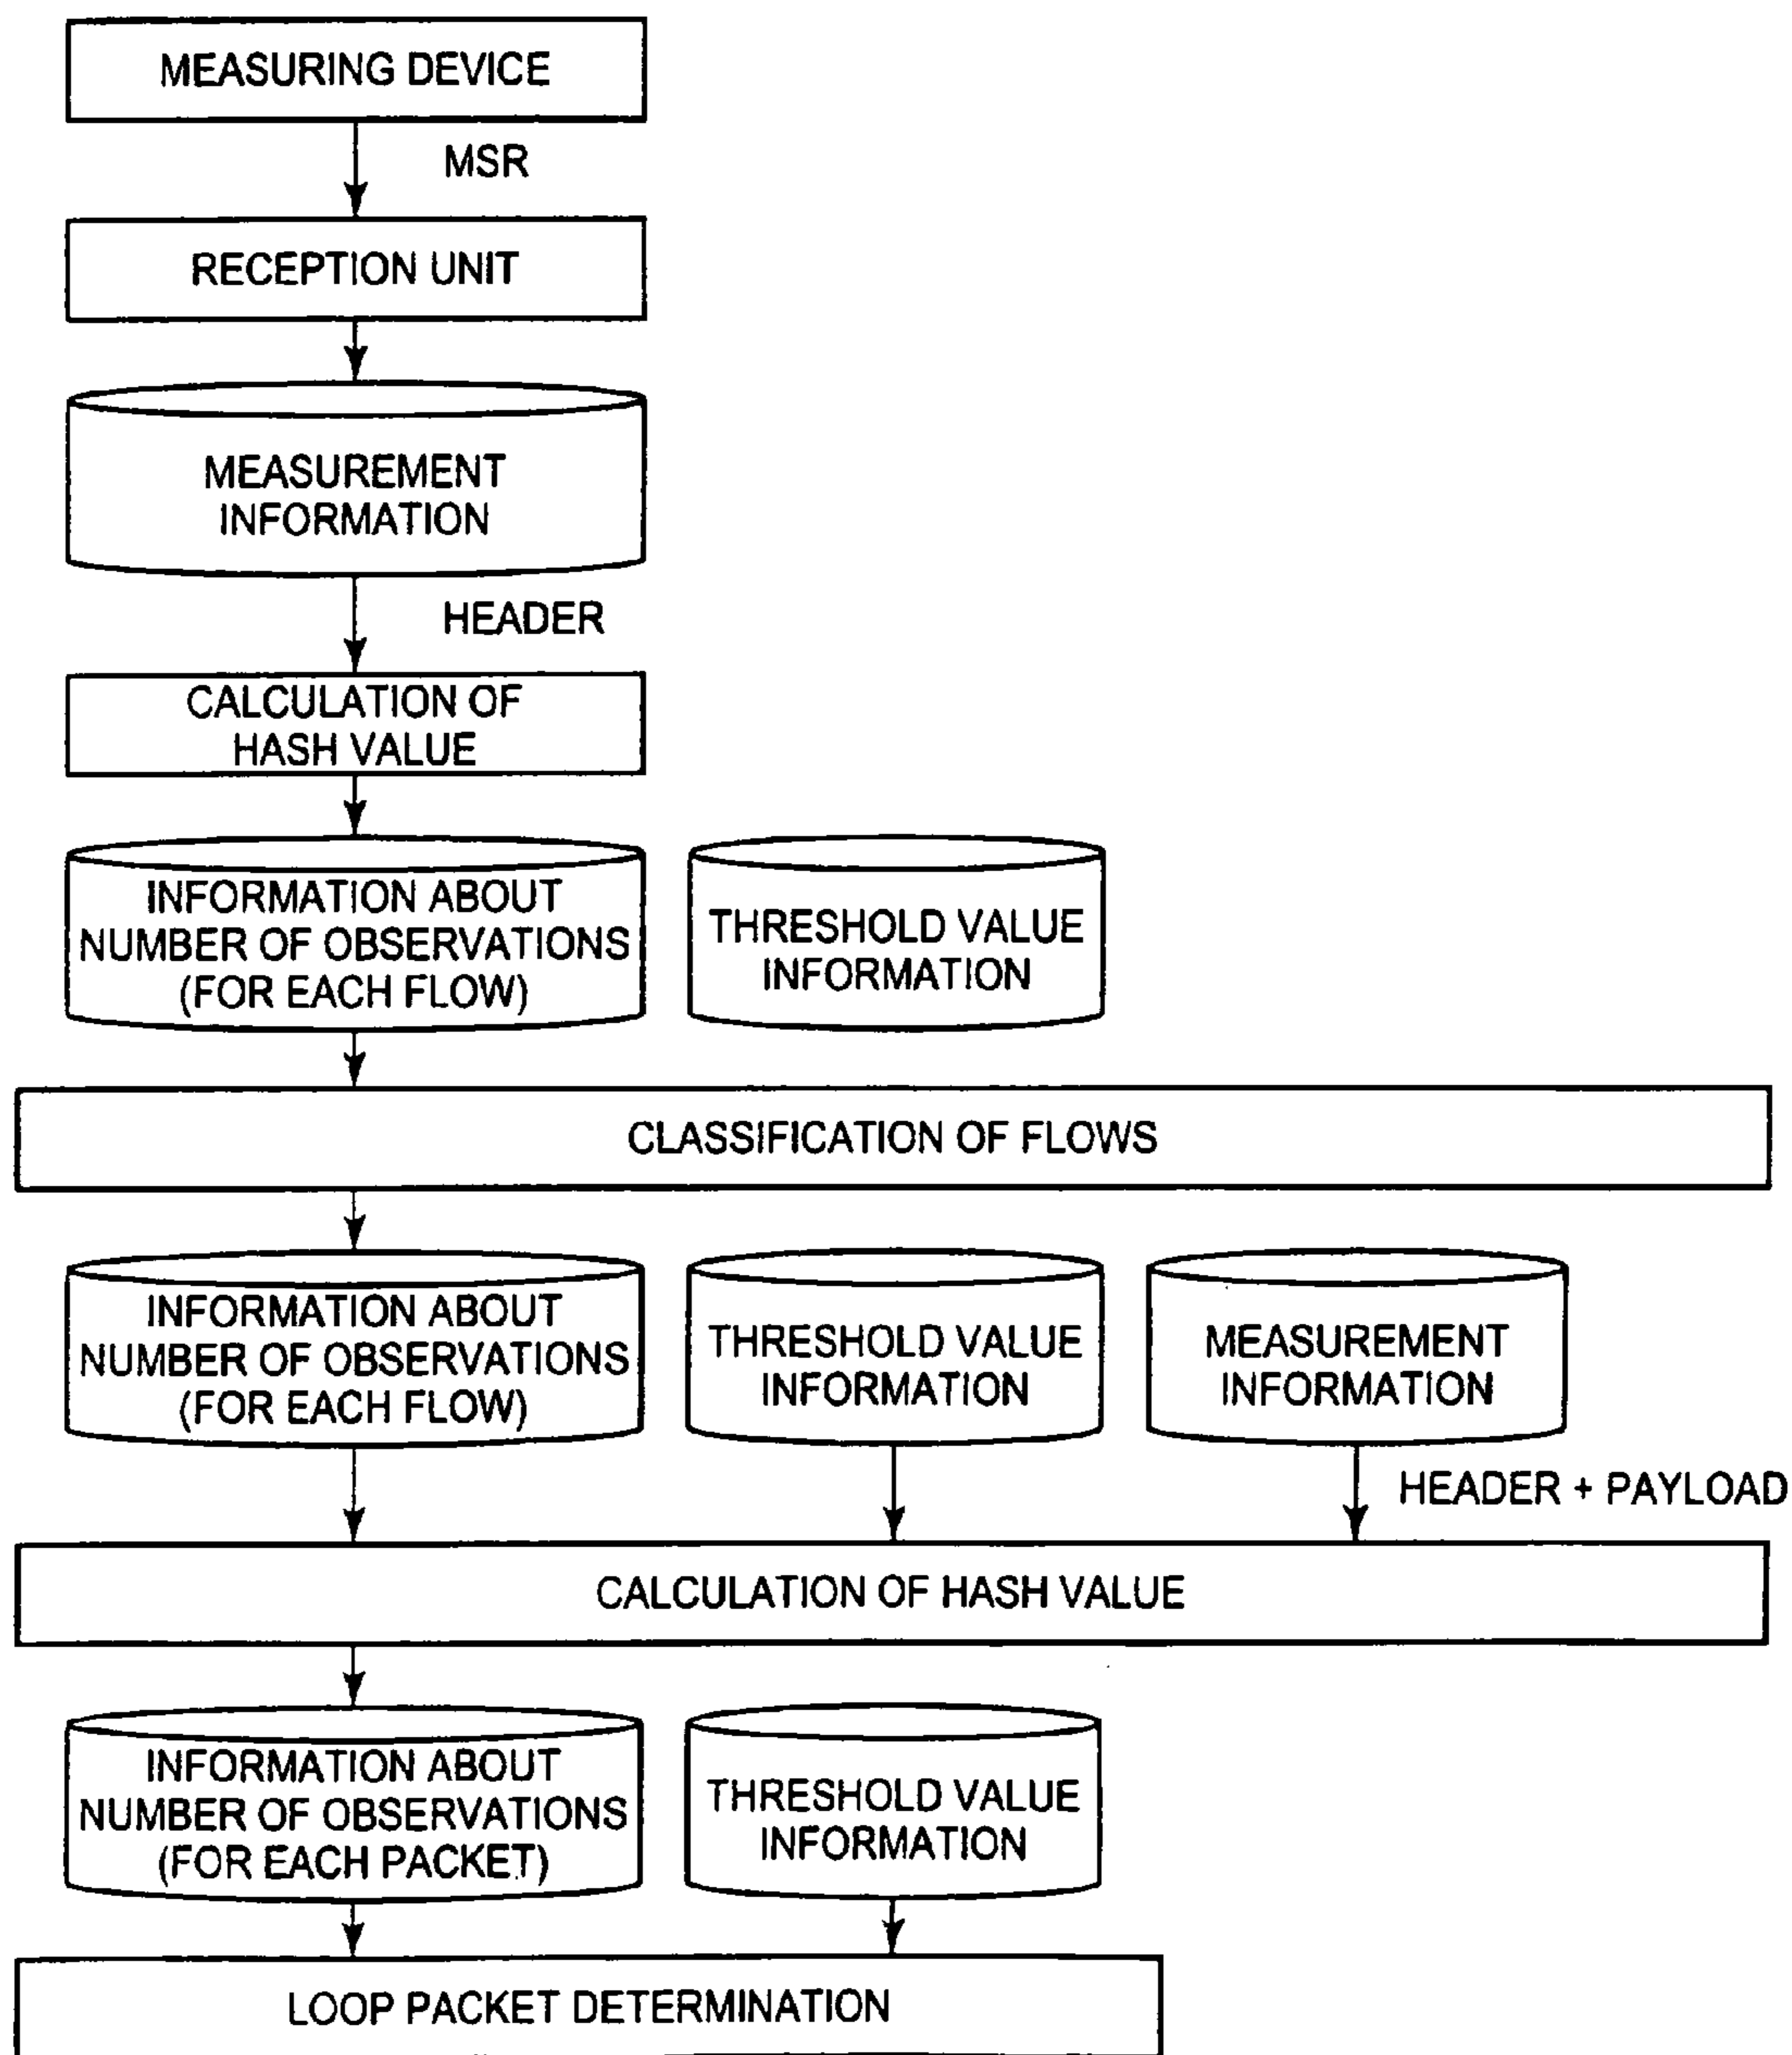 MEASURING DEVICE
MSR
RECEPTION UNIT
MEASUREMENT
INFORMATION
HEADER
CALCULATION OF
HASH VALUE
INFORMATION ABOUT
NUMBER OF OBSERVATIONS
(FOR EACH FLOW)
THRESHOLD VALUE
INFORMATION
CLASSIFICATION OF FLOWS
INFORMATION ABOUT
NUMBER OF OBSERVATIONS
(FOR EACH FLOW)
THRESHOLD VALUE
INFORMATION
MEASUREMENT
INFORMATION
HEADER + PAYLOAD
CALCULATION OF HASH VALUE
INFORMATION ABOUT
NUMBER OF OBSERVATIONS
(FOR EACH PACKET)
THRESHOLD VALUE
INFORMATION
LOOP PACKET DETERMINATION